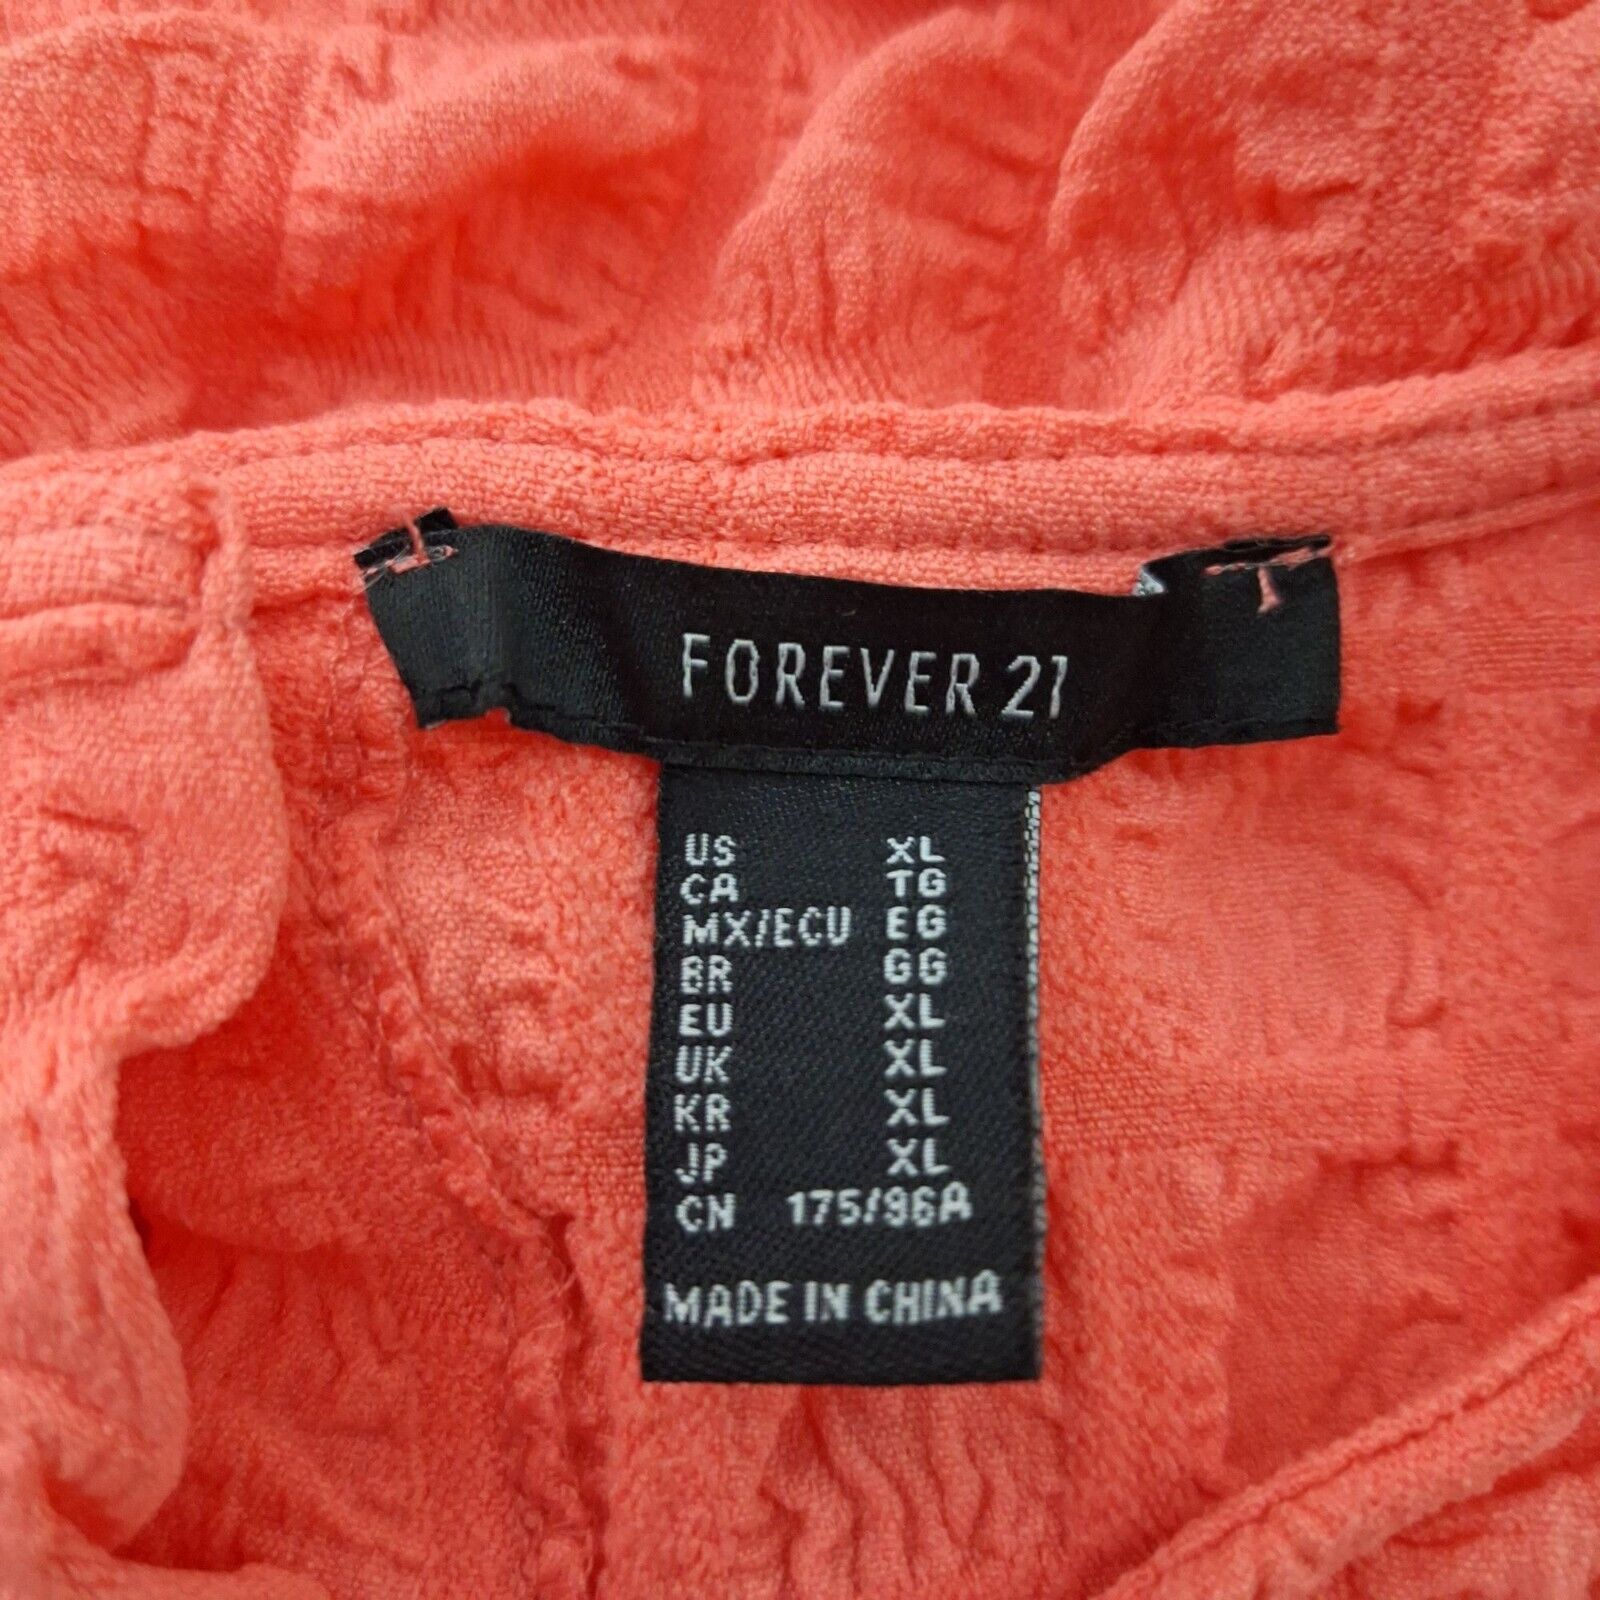 FOREVER 21
US XL
CA TG
MX/ECU EG
BR GG
EU XL
UK XL
KR XL
JP XL
CN 175/96A
MADE IN CHINA